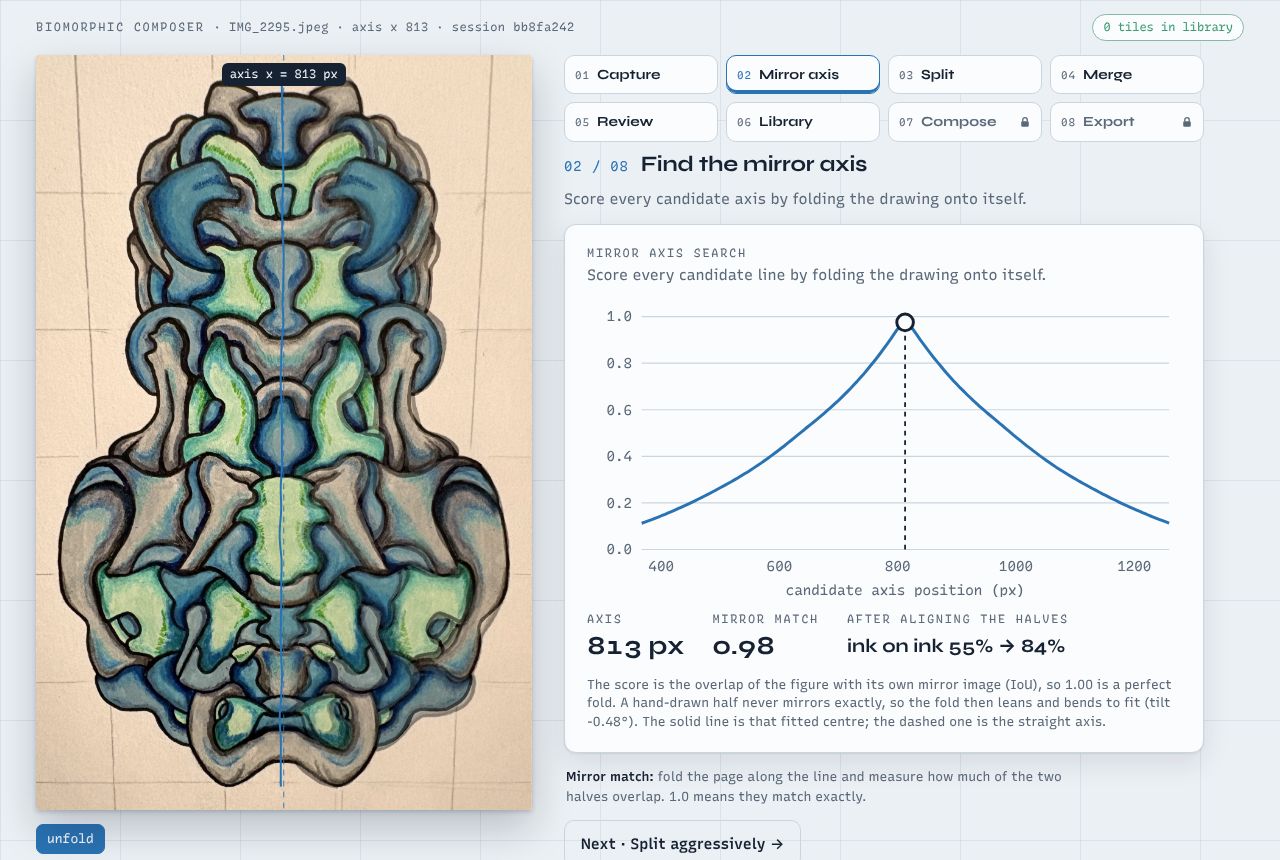 BIOMORPHIC COMPOSER · IMG_2295.jpeg · axis x 813 · session bb8fa242
0 tiles in library
axis x = 813 px
unfold
01 Capture
02 Mirror axis
03 Split
04 Merge
05 Review
06 Library
07 Compose
08 Export
02 / 08 Find the mirror axis
Score every candidate axis by folding the drawing onto itself.
MIRROR AXIS SEARCH
Score every candidate line by folding the drawing onto itself.
1.0
0.8
0.6
0.4
0.2
0.0
400 600 800 1000 1200
candidate axis position (px)
AXIS MIRROR MATCH AFTER ALIGNING THE HALVES
813 px 0.98 ink on ink 55% → 84%
The score is the overlap of the figure with its own mirror image (IoU), so 1.00 is a perfect
fold. A hand-drawn half never mirrors exactly, so the fold then leans and bends to fit (tilt
-0.48°). The solid line is that fitted centre; the dashed one is the straight axis.
Mirror match: fold the page along the line and measure how much of the two
halves overlap. 1.0 means they match exactly.
Next · Split aggressively →